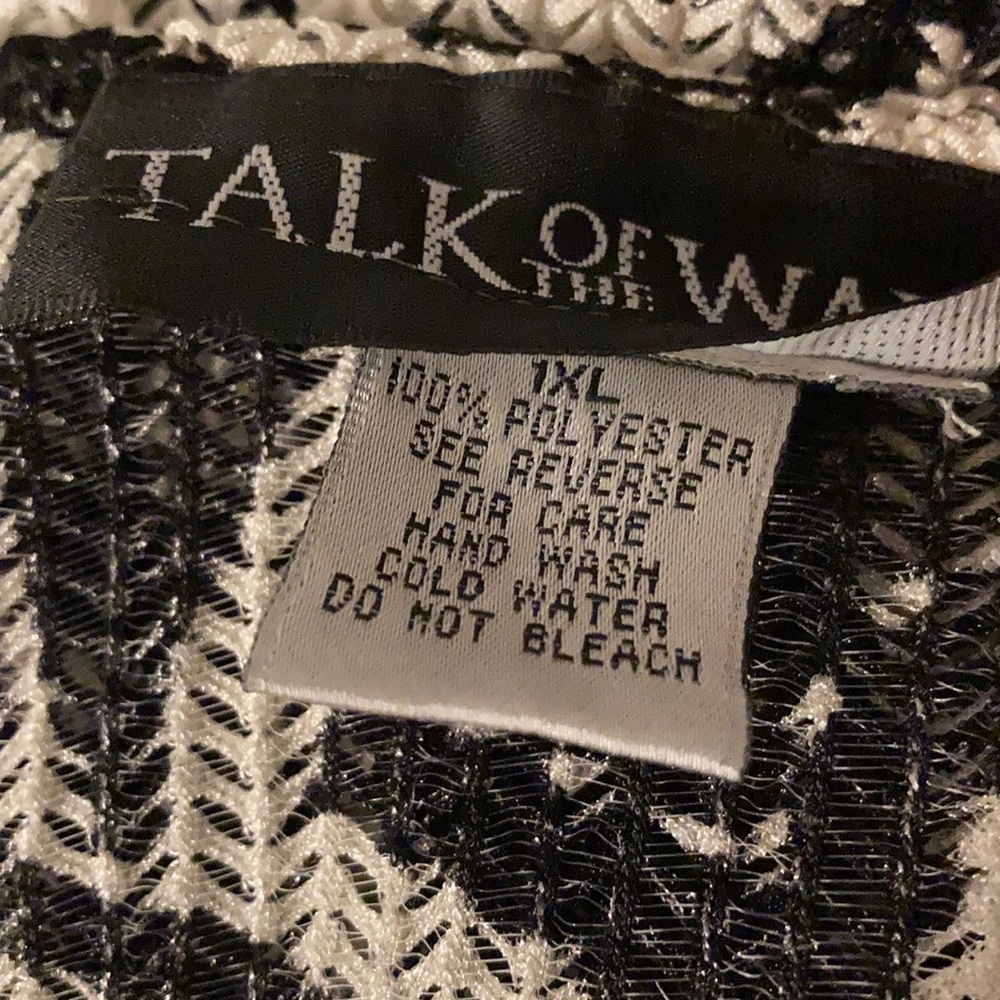 TALK OF THE WA
1XL
100% POLYESTER
SEE REVERSE
FOR CARE
HAND WASH
COLD WATER
DO NOT BLEACH